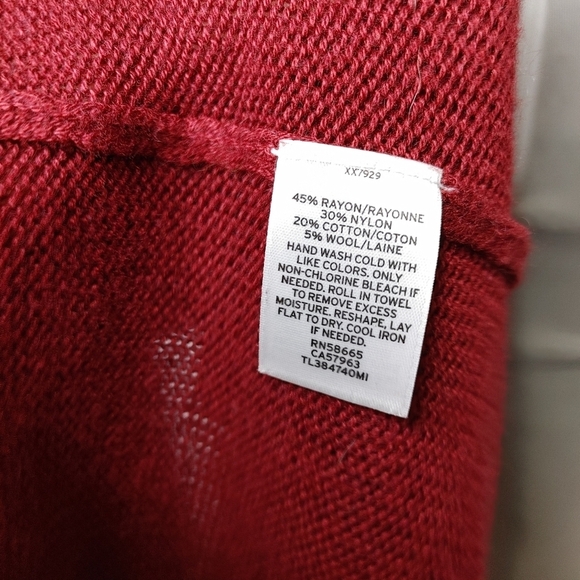 XX7929
45% RAYON/RAYONNE
30% NYLON
20% COTTON/COTON
5% WOOL/LAINE
HAND WASH COLD WITH
LIKE COLORS. ONLY
NON-CHLORINE BLEACH IF
NEEDED. ROLL IN TOWEL
TO REMOVE EXCESS
MOISTURE. RESHAPE, LAY
FLAT TO DRY. COOL IRON
IF NEEDED.
RN58665
CA57963
TL384740MI